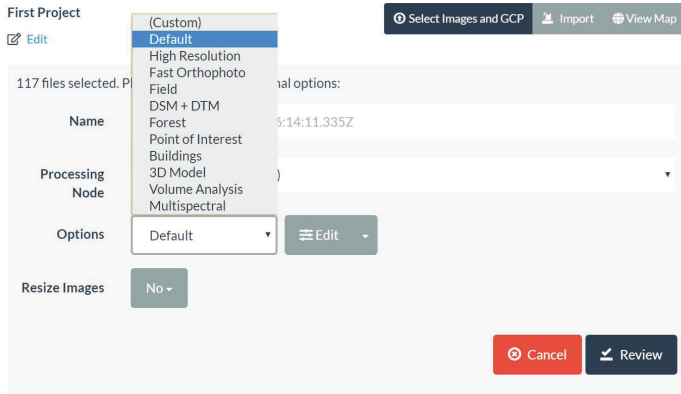 First Project
Select Images and GCP
Import
View Map
Edit
(Custom)
Default
High Resolution
Fast Orthophoto
Field
DSM + DTM
Forest
Point of Interest
Buildings
3D Model
Volume Analysis
Multispectral
117 files selected. P nal options:
Name
6:14:11.335Z
Processing
Node
)
Options
Default
Edit
Resize Images
No
Cancel
Review